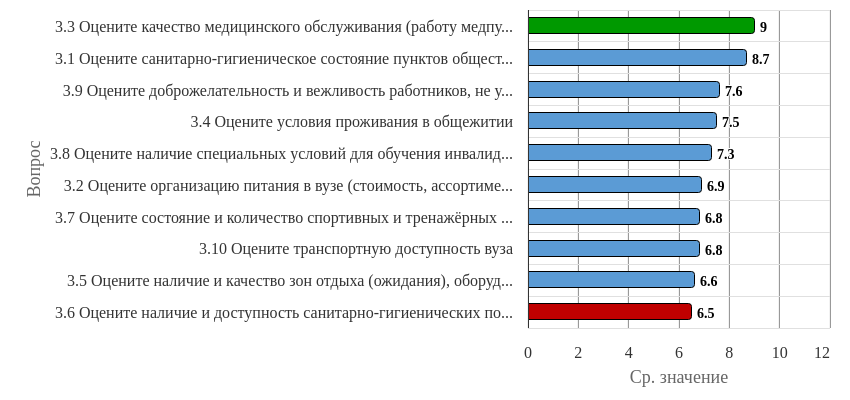 3.3 Оцените качество медицинского обслуживания (работу медпу... 9
3.1 Оцените санитарно-гигиеническое состояние пунктов общест... 8.7
3.9 Оцените доброжелательность и вежливость работников, не у... 7.6
3.4 Оцените условия проживания в общежитии 7.5
3.8 Оцените наличие специальных условий для обучения инвалид... 7.3
3.2 Оцените организацию питания в вузе (стоимость, ассортиме... 6.9
3.7 Оцените состояние и количество спортивных и тренажёрных ... 6.8
3.10 Оцените транспортную доступность вуза 6.8
3.5 Оцените наличие и качество зон отдыха (ожидания), оборуд... 6.6
3.6 Оцените наличие и доступность санитарно-гигиенических по... 6.5
Вопрос
0 2 4 6 8 10 12
Ср. значение